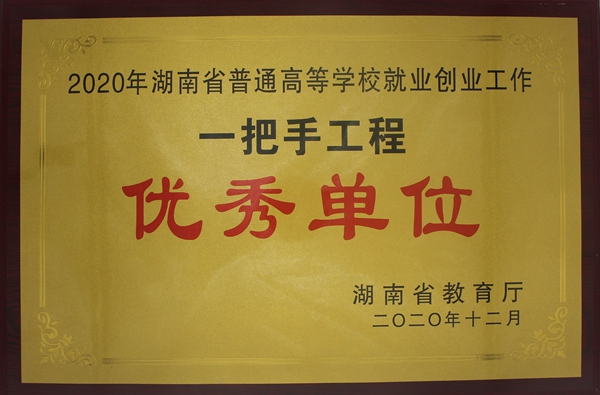 2020年湖南省普通高等学校就业创业工作
一把手工程
优秀单位
湖南省教育厅
二〇二〇年十二月